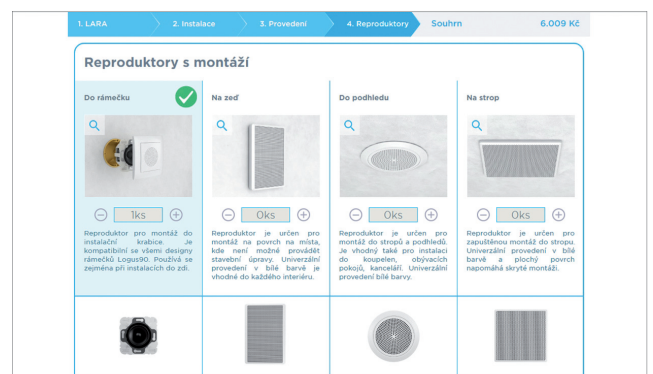 1. LARA
2. Instalace
3. Provedení
4. Reproduktory
Souhrn
6.009 Kč
Reproduktory s montáží
Do rámečku
1ks
Reproduktor pro montáž do
instalační krabice. Je
kompatibilní se všemi designy
rámečků Logus90. Používá se
zejména při instalacích do zdi.
Na zeď
0ks
Reproduktor je určen pro
montáž na povrch na místa,
kde není možné provádět
stavební úpravy. Univerzální
provedení v bílé barvě je
vhodné do každého interiéru.
Do podhledu
0ks
Reproduktor je určen pro
montáž do stropů a podhledů.
Je vhodný také pro instalaci
do koupelen, obývacích
pokojů, kanceláří. Univerzální
provedení bílé barvy.
Na strop
0ks
Reproduktor je určen pro
zapuštěnou montáž do stropu.
Univerzální provedení v bílé
barvě a plochý povrch
napomáhá skryté montáži.